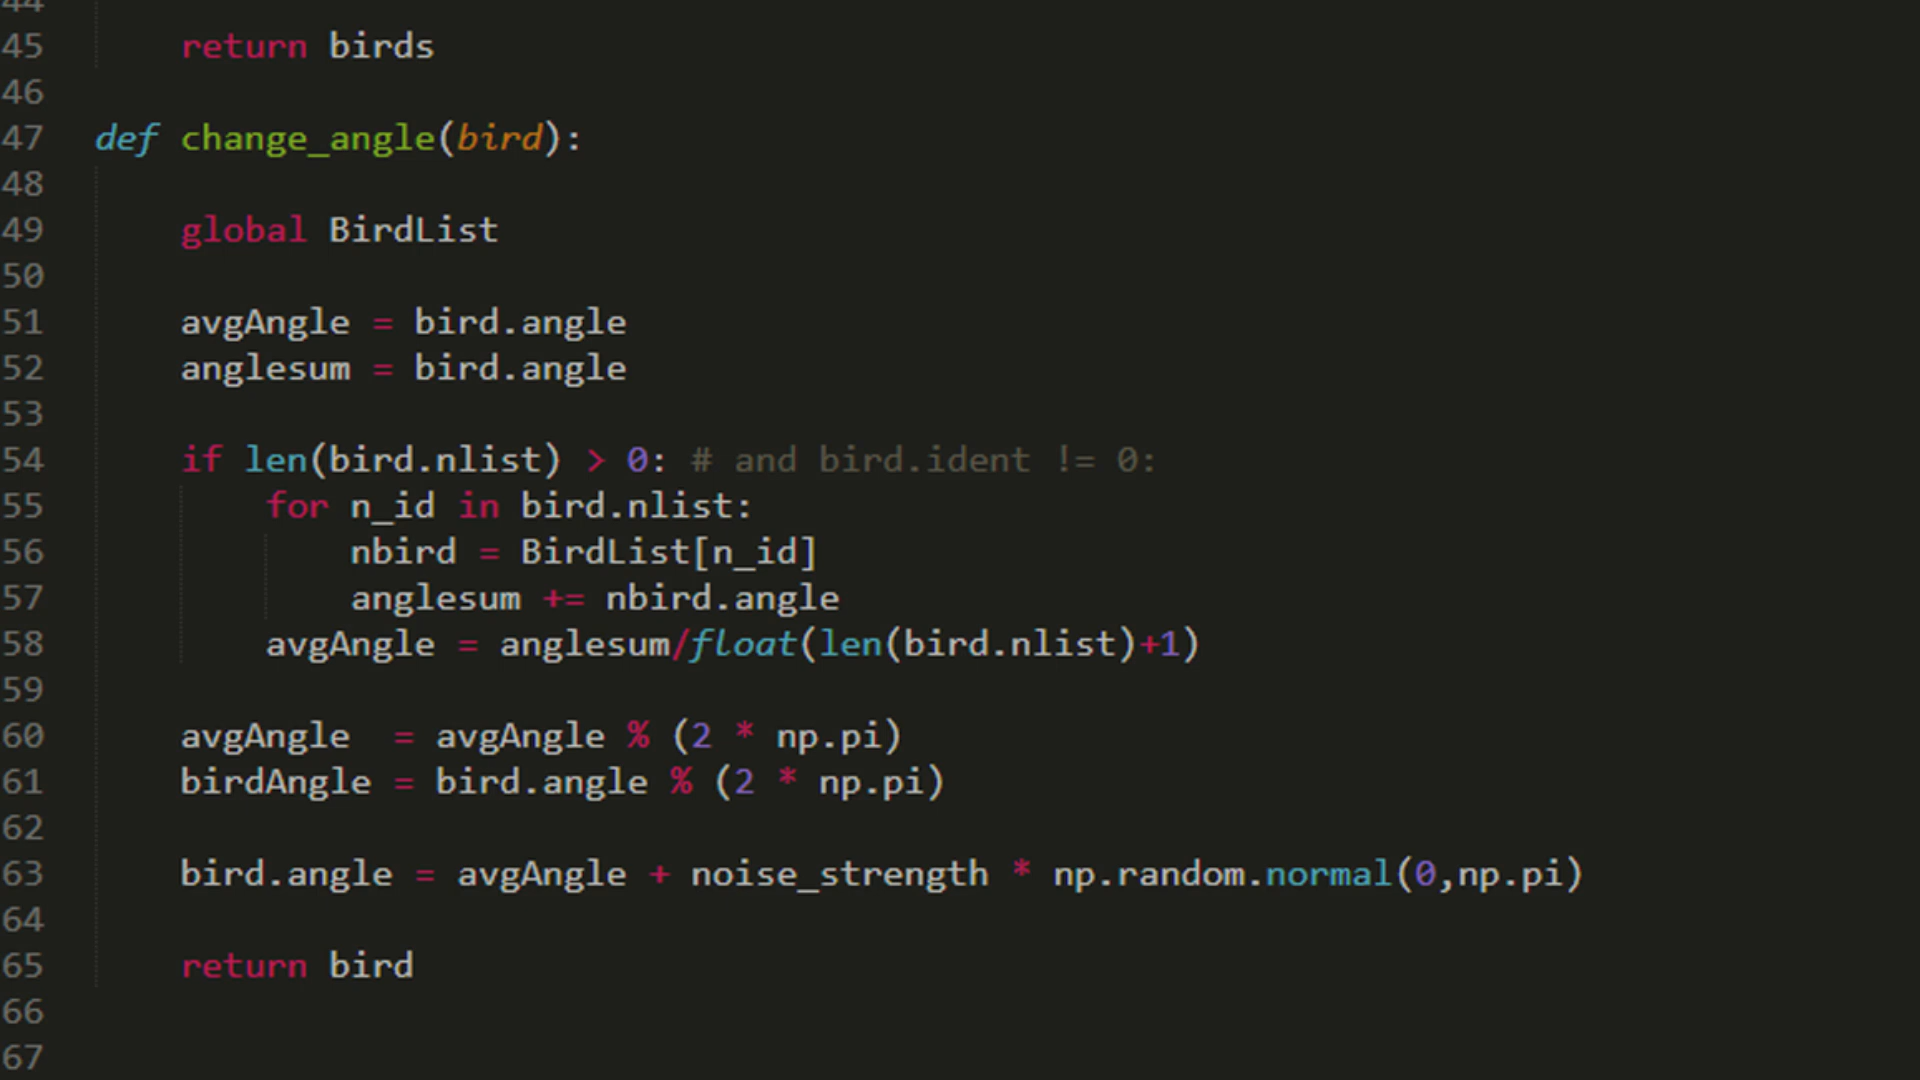 44
45 return birds
46
47 def change_angle(bird):
48
49 global BirdList
50
51 avgAngle = bird.angle
52 anglesum = bird.angle
53
54 if len(bird.nlist) > 0: # and bird.ident != 0:
55 for n_id in bird.nlist:
56 nbird = BirdList[n_id]
57 anglesum += nbird.angle
58 avgAngle = anglesum/float(len(bird.nlist)+1)
59
60 avgAngle  = avgAngle % (2 * np.pi)
61 birdAngle = bird.angle % (2 * np.pi)
62
63 bird.angle = avgAngle + noise_strength * np.random.normal(0,np.pi)
64
65 return bird
66
67